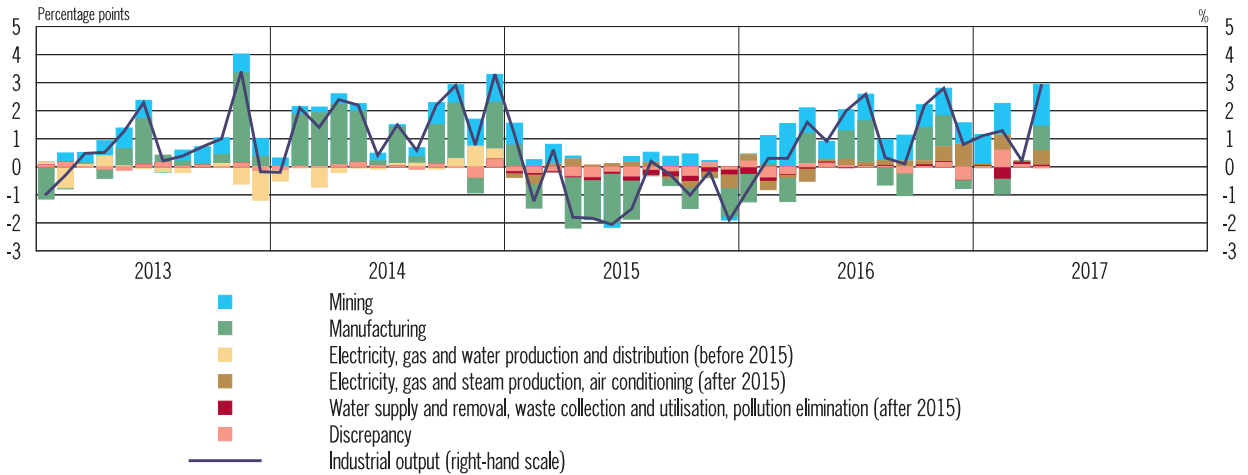 Percentage points %
5 5
4 4
3 3
2 2
1 1
0 0
-1 -1
-2 -2
-3 -3
2013 2014 2015 2016 2017
Mining
Manufacturing
Electricity, gas and water production and distribution (before 2015)
Electricity, gas and steam production, air conditioning (after 2015)
Water supply and removal, waste collection and utilisation, pollution elimination (after 2015)
Discrepancy
Industrial output (right-hand scale)